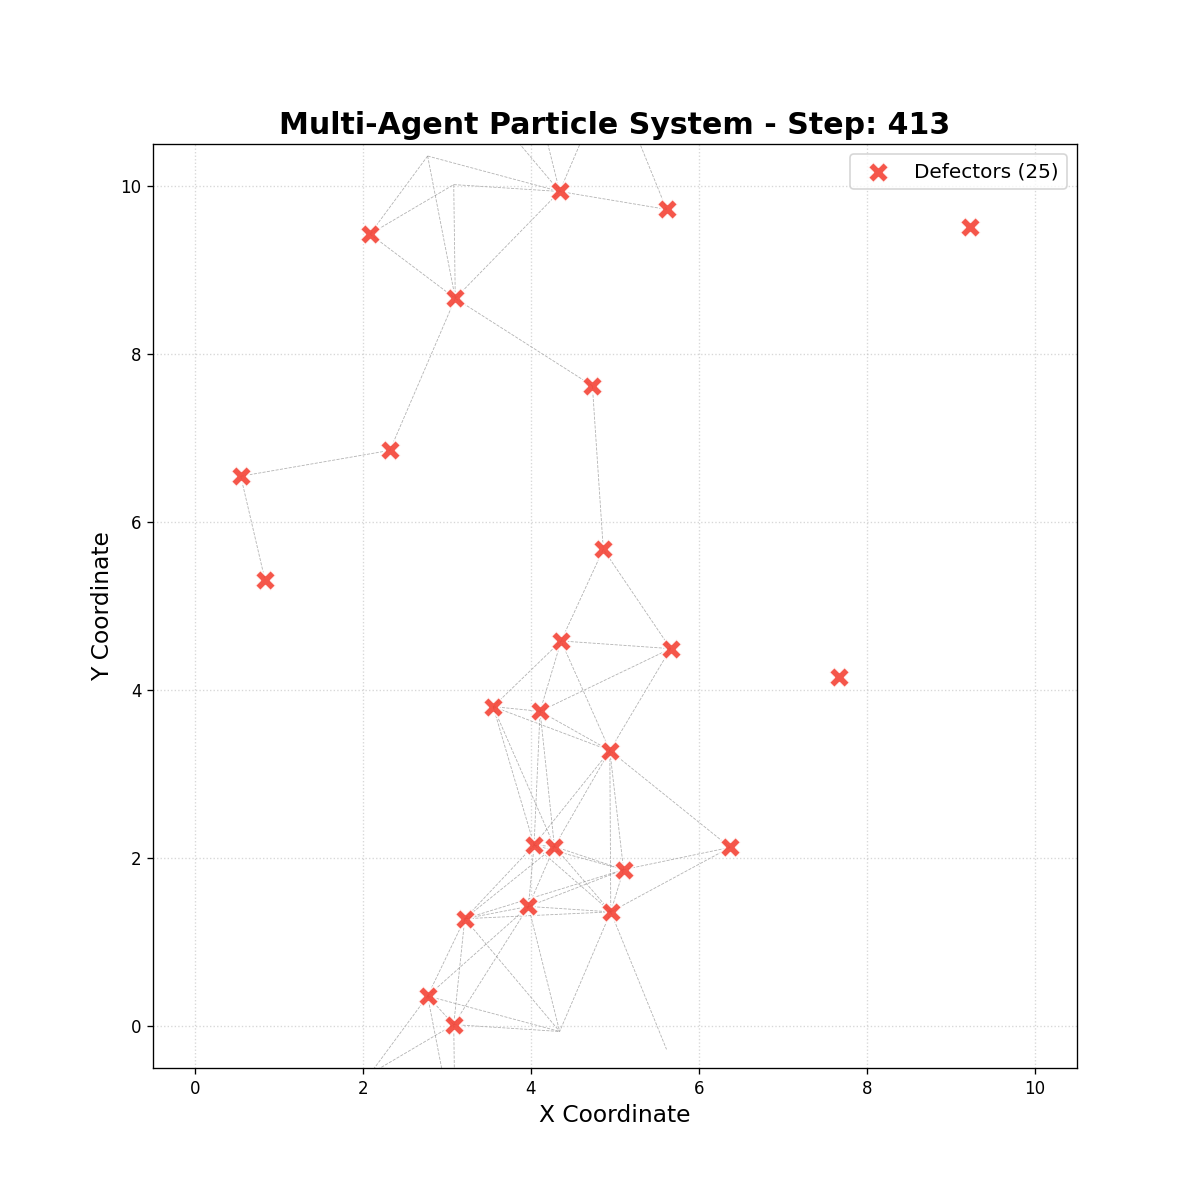 Multi-Agent Particle System - Step: 413
Defectors (25)
10
8
6
4
2
0
Y Coordinate
0 2 4 6 8 10
X Coordinate